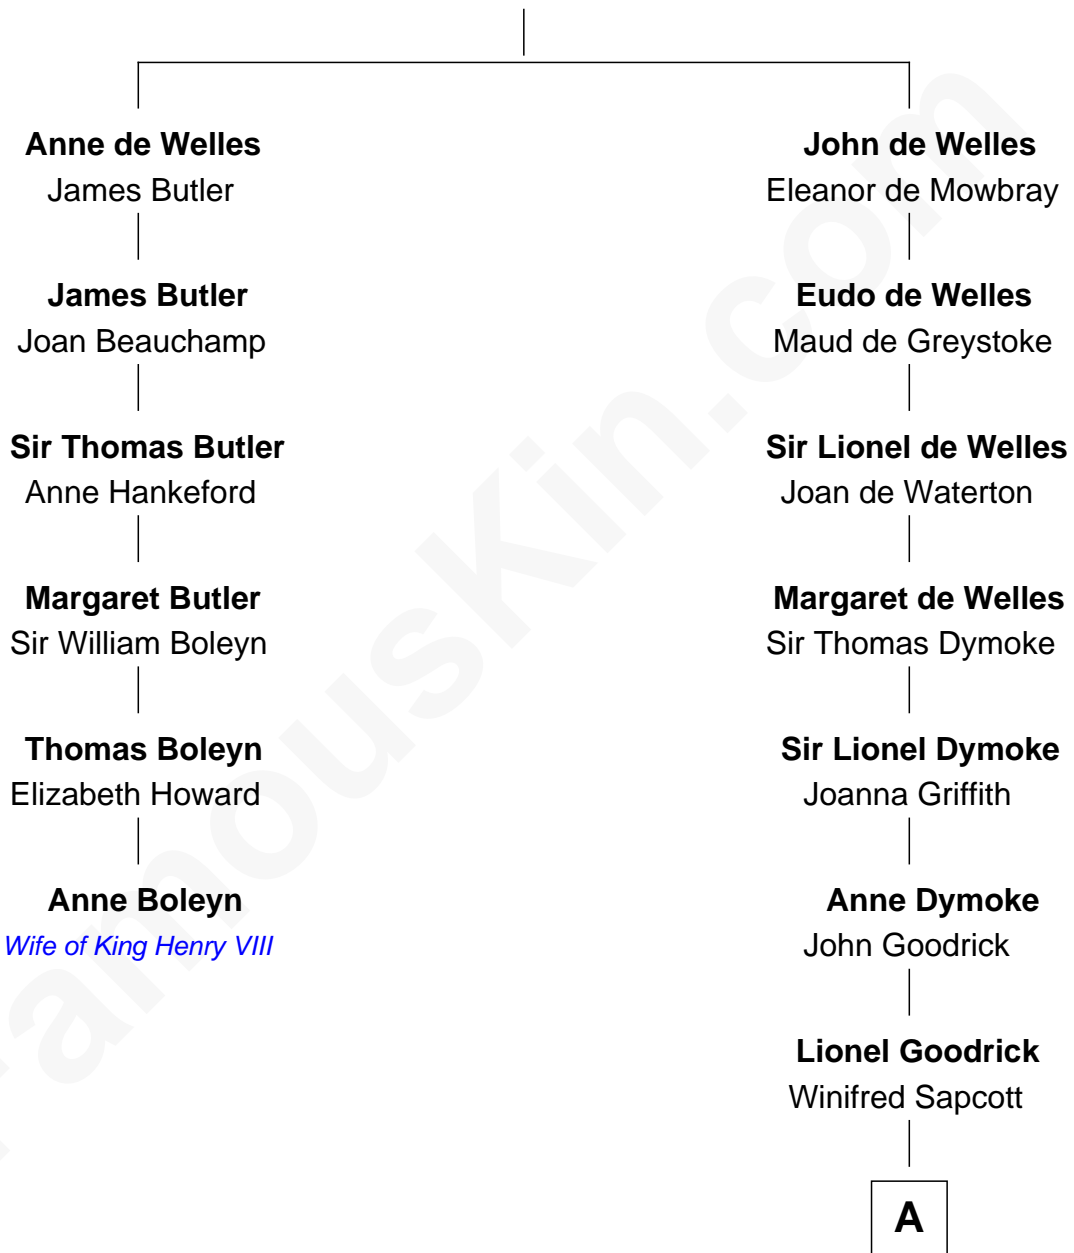 Anne de Welles
James Butler
James Butler
Joan Beauchamp
Sir Thomas Butler
Anne Hankeford
Margaret Butler
Sir William Boleyn
Thomas Boleyn
Elizabeth Howard
Anne Boleyn
Wife of King Henry VIII
John de Welles
Eleanor de Mowbray
Eudo de Welles
Maud de Greystoke
Sir Lionel de Welles
Joan de Waterton
Margaret de Welles
Sir Thomas Dymoke
Sir Lionel Dymoke
Joanna Griffith
Anne Dymoke
John Goodrick
Lionel Goodrick
Winifred Sapcott
A
FamousKin.com